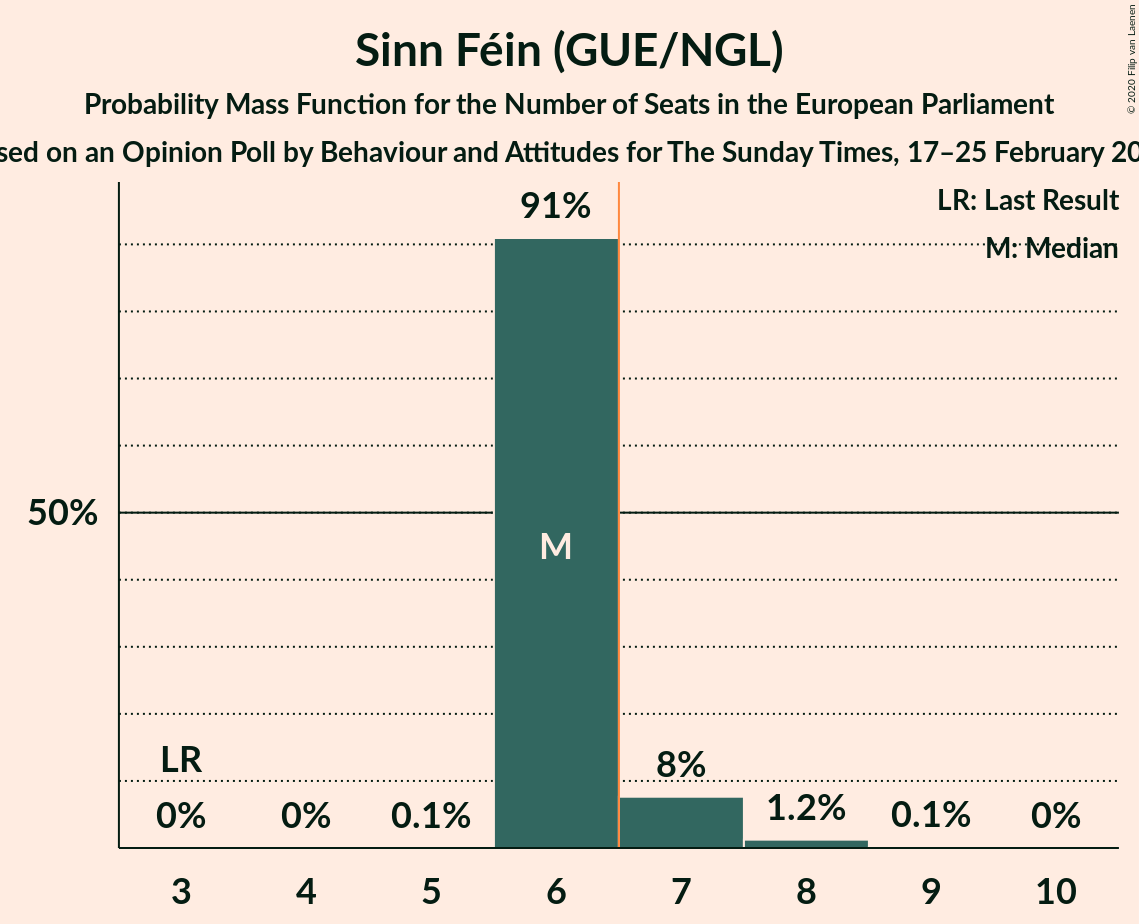 Sinn Féin (GUE/NGL)
Probability Mass Function for the Number of Seats in the European Parliament
on an Opinion Poll by Behaviour and Attitudes for The Sunday Times, 17–25 February
© 2020 Filip van Laenen
LR: Last Result
M: Median
91%
50%
M
LR
0%
0%
0.1%
8%
1.2%
0.1%
0%
3 4 5 6 7 8 9 10